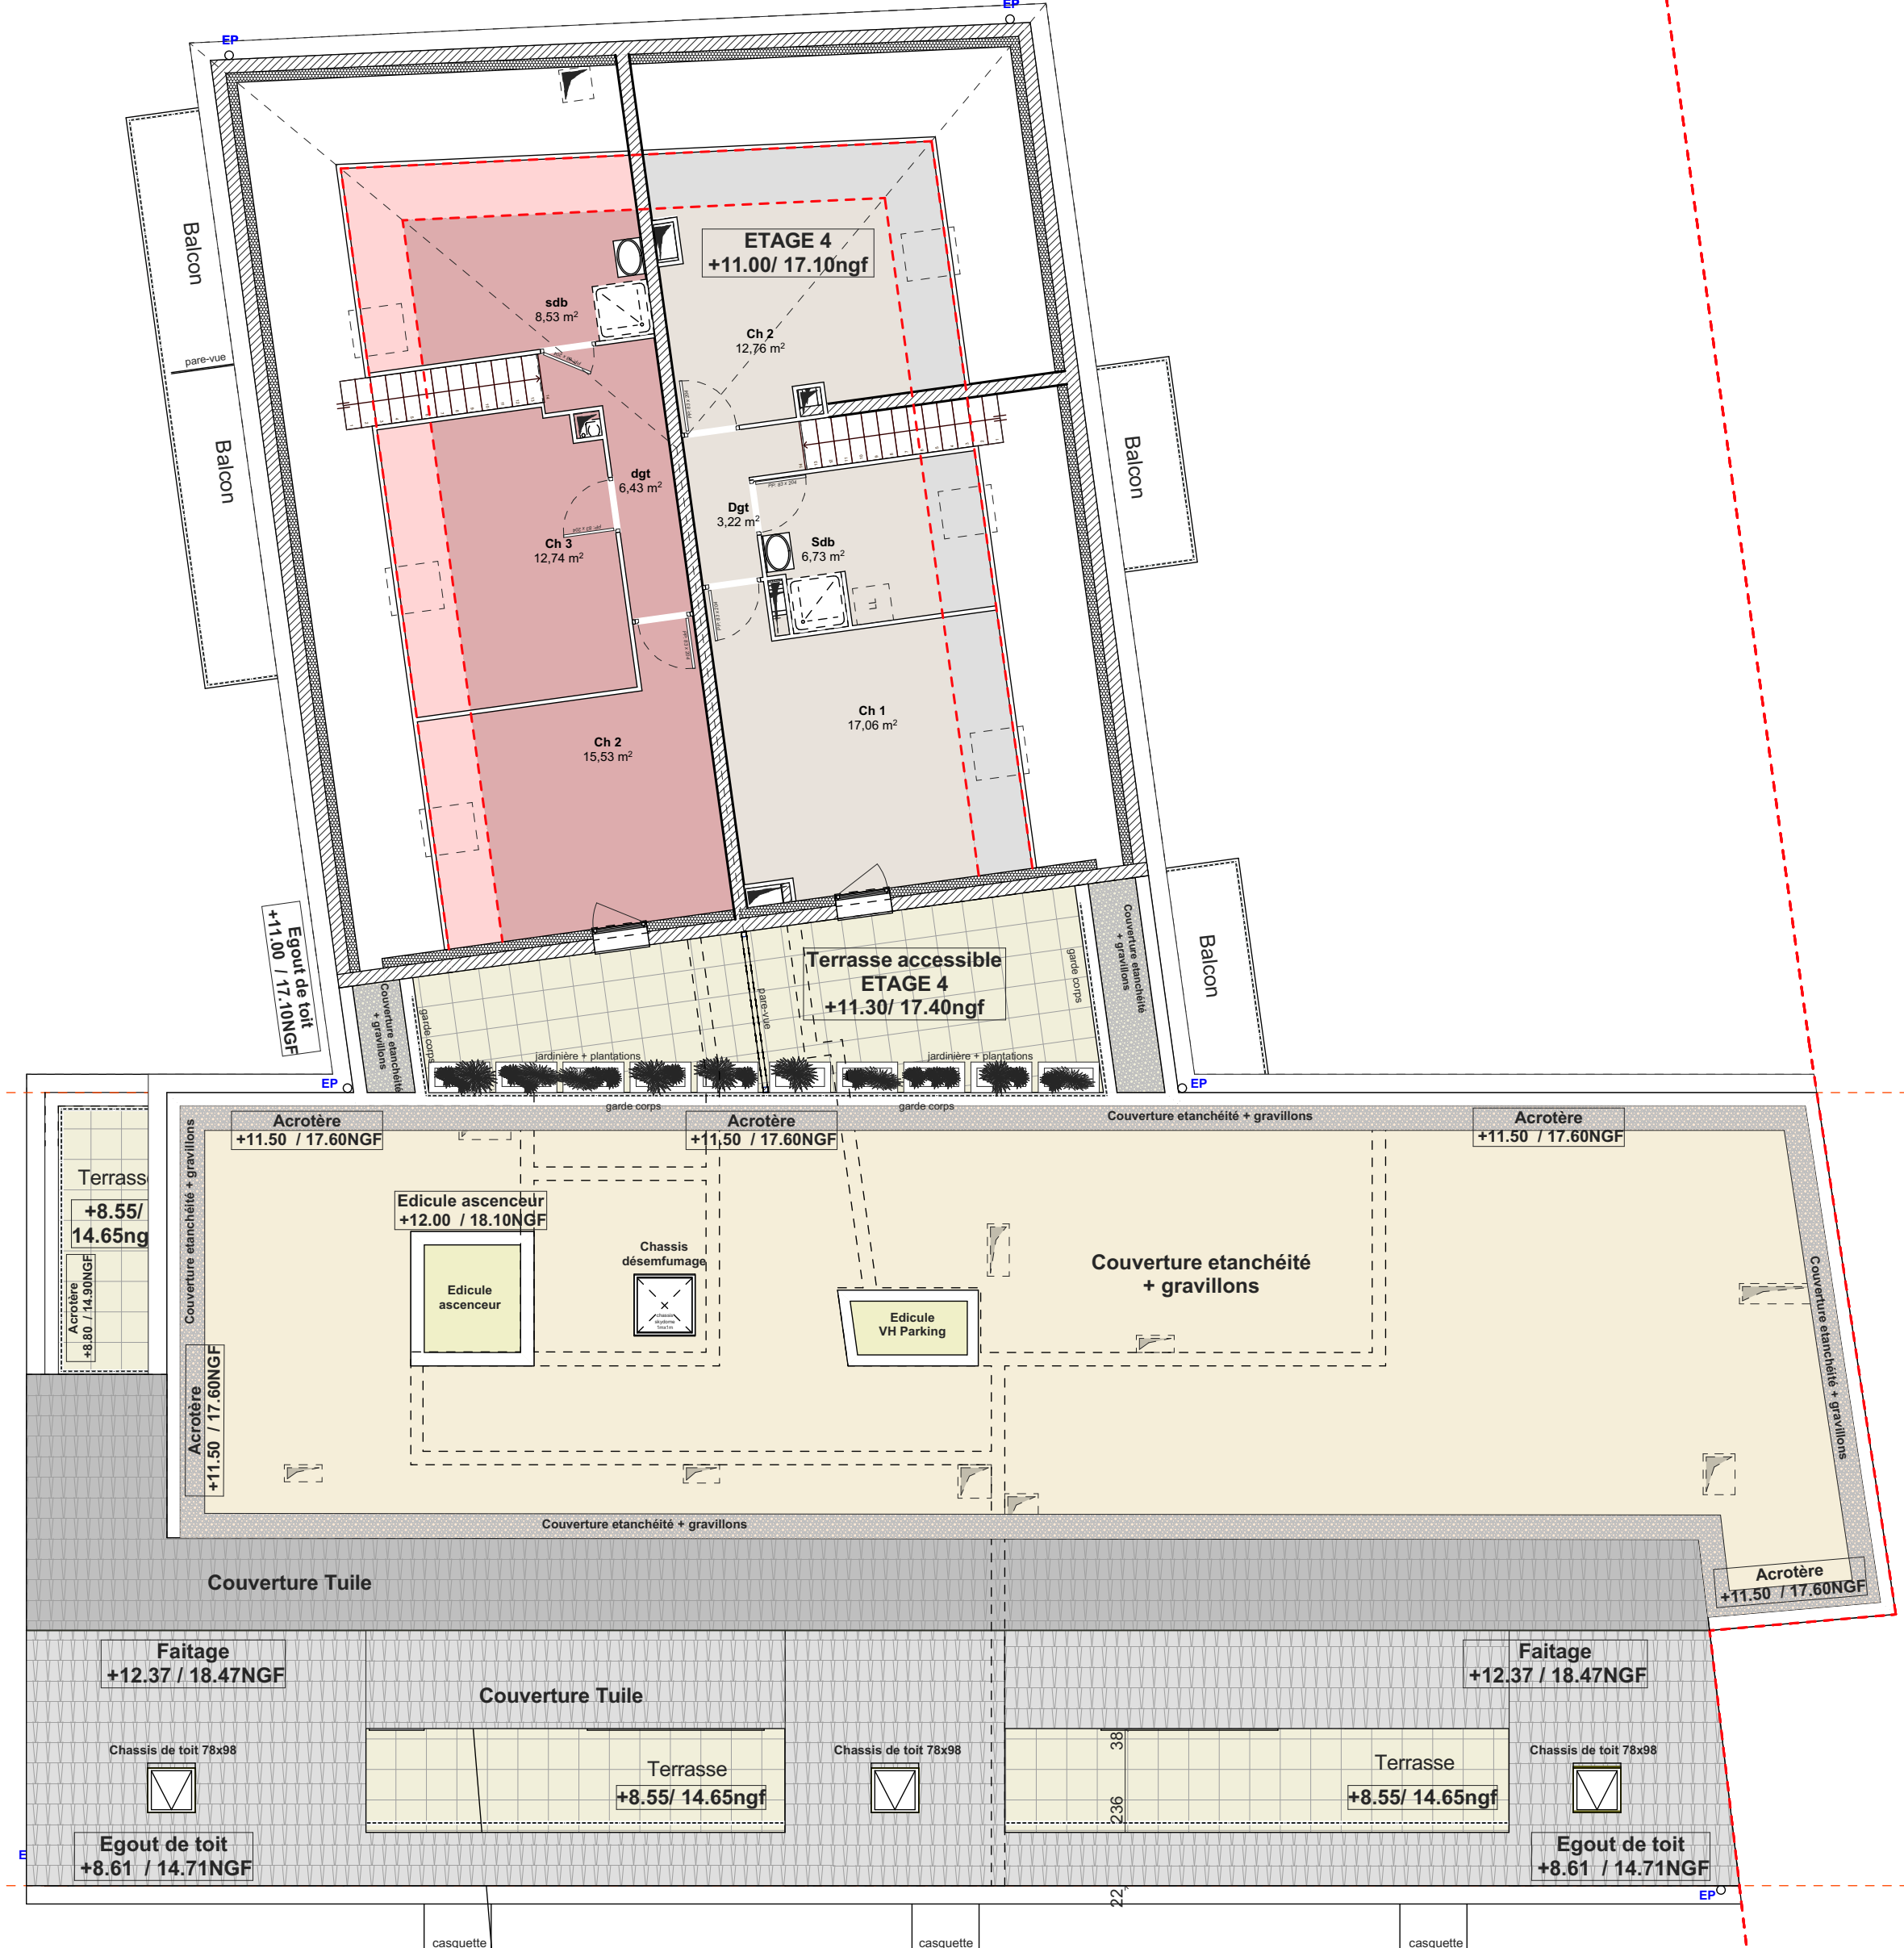 EP
EP
Balcon
pare-vue
Balcon
ETAGE 4
+11.00/ 17.10ngf
sdb
8,53 m²
Ch 2
12,76 m²
dgt
6,43 m²
Dgt
3,22 m²
Sdb
6,73 m²
Ch 3
12,74 m²
Ch 2
15,53 m²
Ch 1
17,06 m²
Balcon
Balcon
Egout de toit
+11.00 / 17.10NGF
Couverture etanchéité
+ gravillons
garde corps
Terrasse accessible
ETAGE 4
+11.30/ 17.40ngf
pare-vue
garde corps
Couverture etanchéité
+ gravillons
jardinière + plantations
jardinière + plantations
EP
EP
garde corps
garde corps
Acrotère
+11.50 / 17.60NGF
Acrotère
+11.50 / 17.60NGF
Couverture etanchéité + gravillons
Acrotère
+11.50 / 17.60NGF
Terrasse
+8.55/
14.65ng
Acrotère
+8.80 / 14.90NGF
Couverture etanchéité + gravillons
Acrotère
+11.50 / 17.60NGF
Edicule ascenceur
+12.00 / 18.10NGF
Edicule
ascenceur
Chassis
désemfumage
chassis
skydome
1mx1m
Edicule
VH Parking
Couverture etanchéité
+ gravillons
Couverture etanchéité + gravillons
Couverture etanchéité + gravillons
Acrotère
+11.50 / 17.60NGF
Couverture Tuile
Faitage
+12.37 / 18.47NGF
Couverture Tuile
Faitage
+12.37 / 18.47NGF
Chassis de toit 78x98
Terrasse
+8.55/ 14.65ngf
Chassis de toit 78x98
38
236
Terrasse
+8.55/ 14.65ngf
Chassis de toit 78x98
E
Egout de toit
+8.61 / 14.71NGF
Egout de toit
+8.61 / 14.71NGF
22
EP
casquette
casquette
casquette